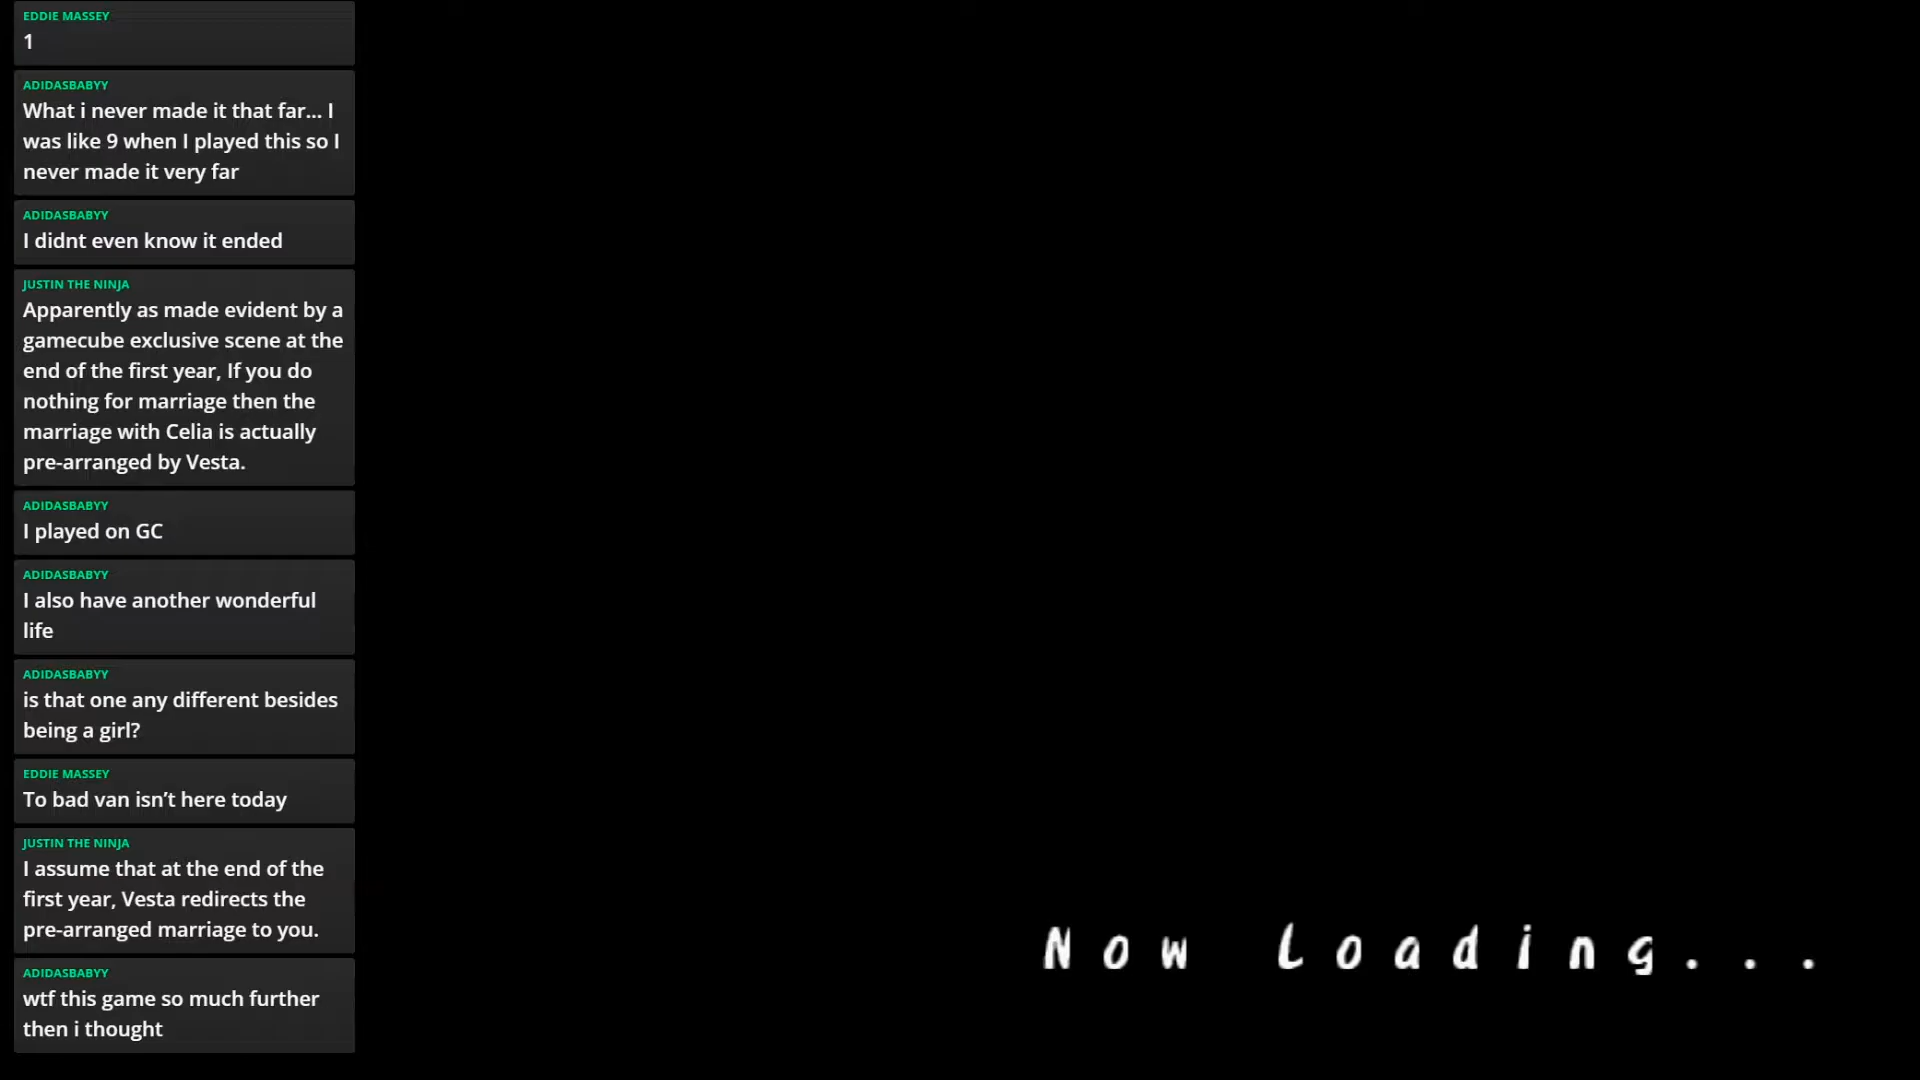 EDDIE MASSEY
1
ADIDASBABYY
What i never made it that far... I
was like 9 when I played this so I
never made it very far
ADIDASBABYY
I didnt even know it ended
JUSTIN THE NINJA
Apparently as made evident by a
gamecube exclusive scene at the
end of the first year, If you do
nothing for marriage then the
marriage with Celia is actually
pre-arranged by Vesta.
ADIDASBABYY
I played on GC
ADIDASBABYY
I also have another wonderful
life
ADIDASBABYY
is that one any different besides
being a girl?
EDDIE MASSEY
To bad van isn’t here today
JUSTIN THE NINJA
I assume that at the end of the
first year, Vesta redirects the
pre-arranged marriage to you.
ADIDASBABYY
wtf this game so much further
then i thought
Now Loading...